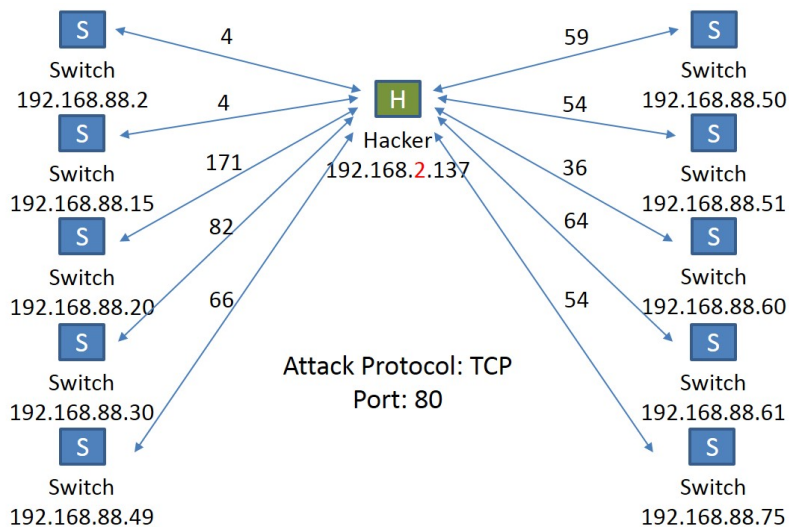 S
Switch
192.168.88.2
4
S
Switch
192.168.88.15
4
S
Switch
192.168.88.20
171
S
Switch
192.168.88.30
82
S
Switch
192.168.88.49
66
H
Hacker
192.168.2.137
Attack Protocol: TCP
Port: 80
59
S
Switch
192.168.88.50
54
S
Switch
192.168.88.51
36
S
Switch
192.168.88.60
64
S
Switch
192.168.88.61
54
S
Switch
192.168.88.75